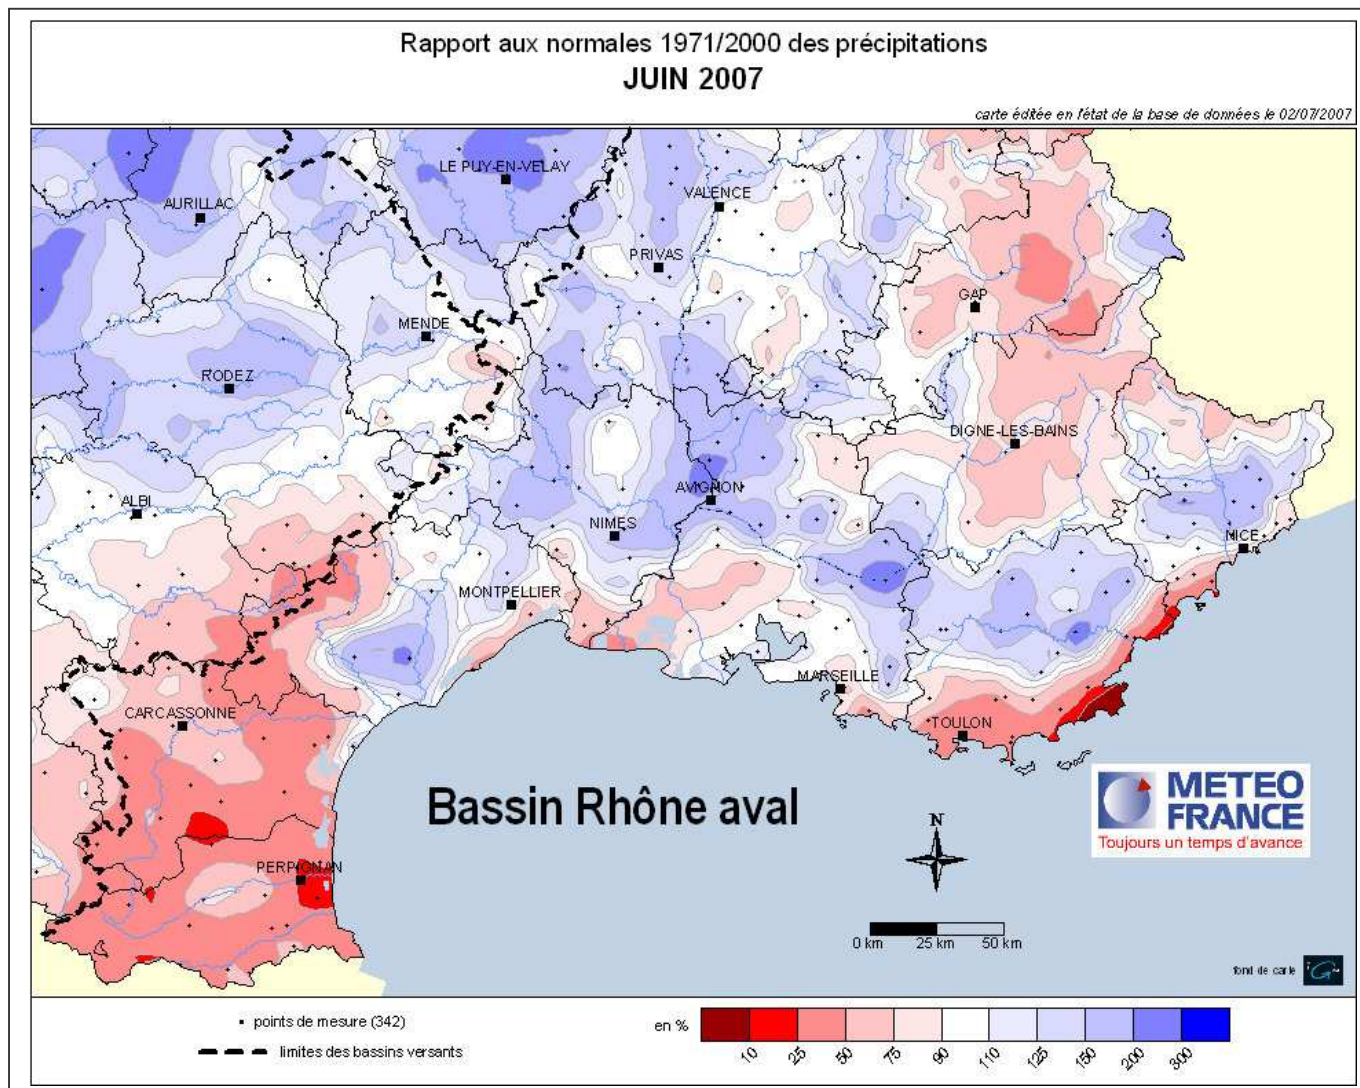 Rapport aux normales 1971/2000 des précipitations
JUIN 2007
carte éditée en l'état de la base de données le 02/07/2007
LE PUY-EN-VELAY
AURILLAC
VALENCE
PRIVAS
GAP
MENDE
RODEZ
DIGNE-LES-BAINS
AVIGNON
ALBI
NIMES
NICE
MONTPELLIER
MARSEILLE
CARCASSONNE
TOULON
METEO
FRANCE
Toujours un temps d'avance
Bassin Rhône aval
N
PERPIGNAN
0 km 25 km 50 km
fond de carte
points de mesure (342)
en %
limites des bassins versants
10 25 50 75 90 110 125 150 200 300